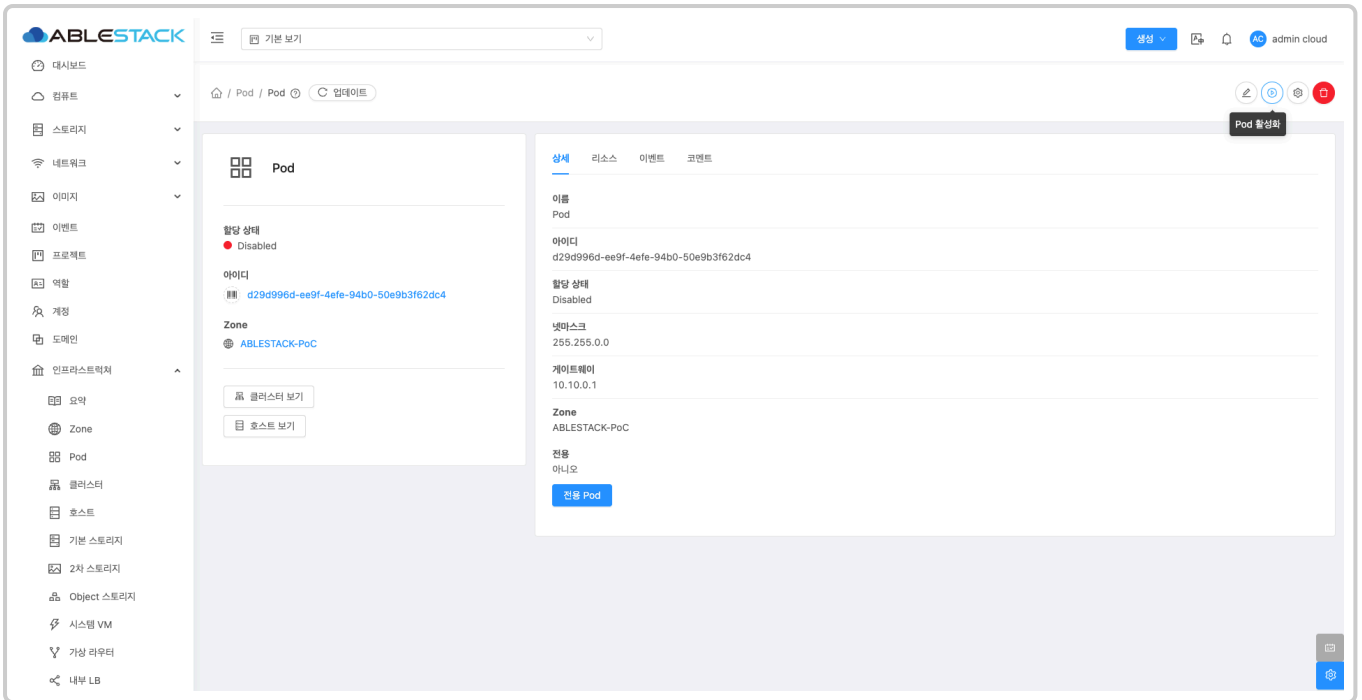 ABLESTACK
기본 보기
생성
AC
admin cloud
대시보드
컴퓨트
스토리지
네트워크
이미지
이벤트
프로젝트
역할
계정
도메인
인프라스트럭쳐
요약
Zone
Pod
클러스터
호스트
기본 스토리지
2차 스토리지
Object 스토리지
시스템 VM
가상 라우터
내부 LB
/ Pod / Pod
업데이트
Pod 활성화
Pod
할당 상태
Disabled
아이디
d29d996d-ee9f-4efe-94b0-50e9b3f62dc4
Zone
ABLESTACK-PoC
클러스터 보기
호스트 보기
상세 리소스 이벤트 코멘트
이름
Pod
아이디
d29d996d-ee9f-4efe-94b0-50e9b3f62dc4
할당 상태
Disabled
넷마스크
255.255.0.0
게이트웨이
10.10.0.1
Zone
ABLESTACK-PoC
전용
아니오
전용 Pod